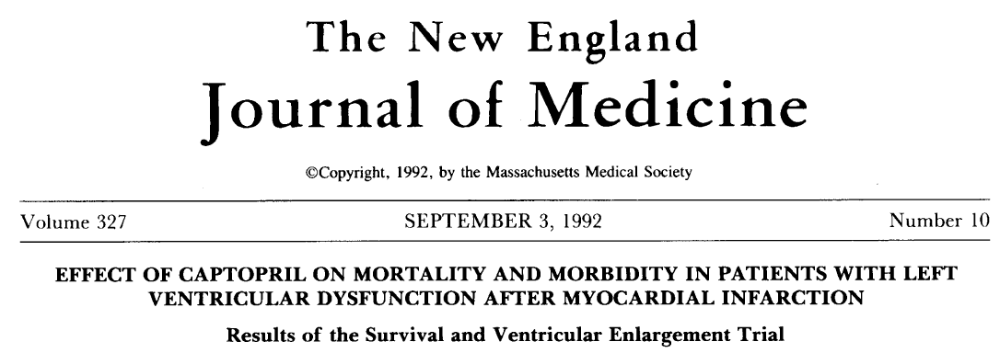 The New England
Journal of Medicine
©Copyright, 1992, by the Massachusetts Medical Society
Volume 327 SEPTEMBER 3, 1992 Number 10
EFFECT OF CAPTOPRIL ON MORTALITY AND MORBIDITY IN PATIENTS WITH LEFT
VENTRICULAR DYSFUNCTION AFTER MYOCARDIAL INFARCTION
Results of the Survival and Ventricular Enlargement Trial